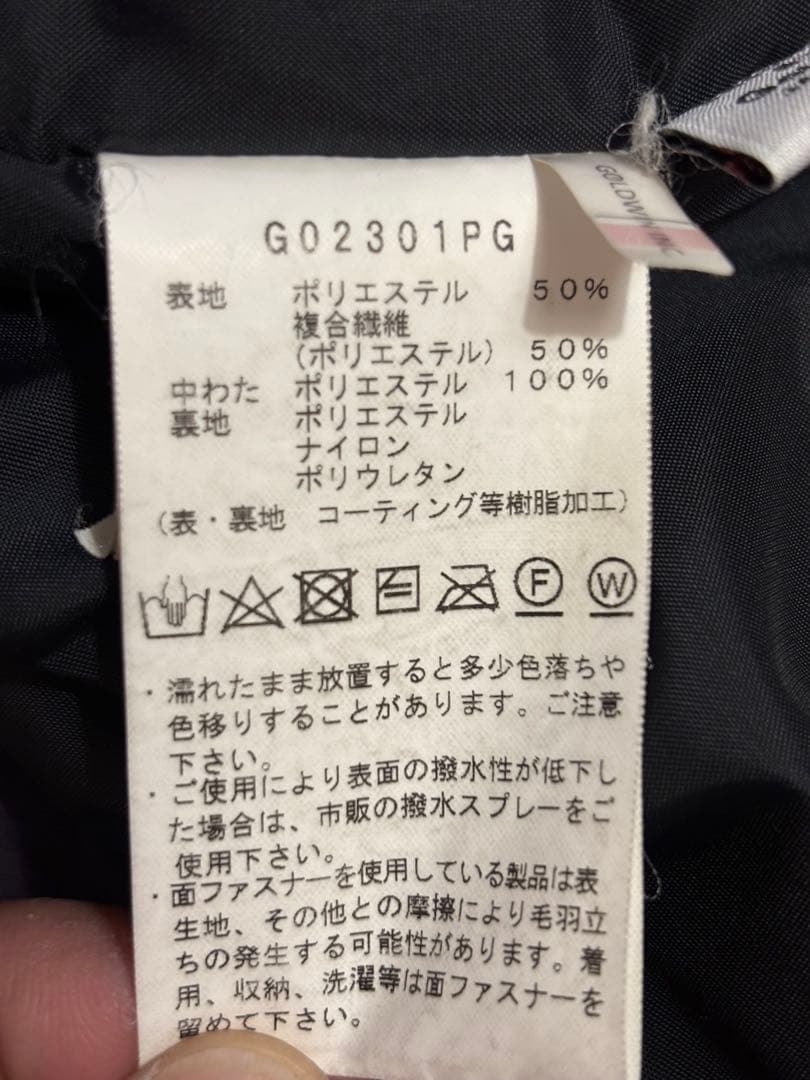 GOLDWIN INC
G02301PG
表地 ポリエステル 50%
複合繊維
(ポリエステル) 50%
中わた ポリエステル 100%
裏地 ポリエステル
ナイロン
ポリウレタン
(表・裏地 コーティング等樹脂加工)
F W
・濡れたまま放置すると多少色落ちや
色移りすることがあります。ご注意
下さい。
・ご使用により表面の撥水性が低下し
た場合は、市販の撥水スプレーをご
使用下さい。
・面ファスナーを使用している製品は表
生地、その他との摩擦により毛羽立
ちの発生する可能性があります。着
用、収納、洗濯等は面ファスナーを
留めて下さい。